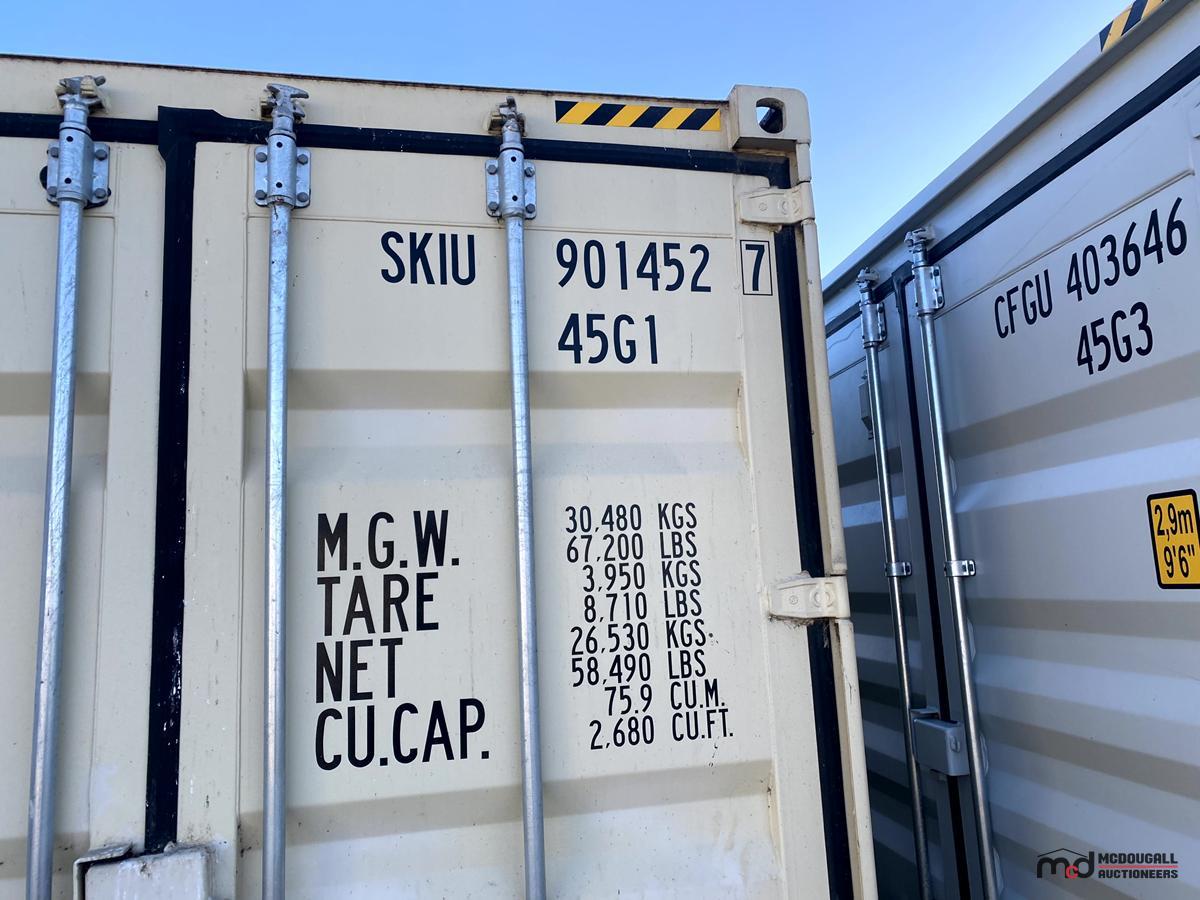 SKIU 901452 7
45G1
M.G.W. 30,480 KGS
67,200 LBS
TARE 3,950 KGS
8,710 LBS
NET 26,530 KGS
58,490 LBS
CU.CAP. 75.9 CU.M.
2,680 CU.FT.
CFGU 403646
45G3
2,9m
9'6"
mcd MCDOUGALL
AUCTIONEERS